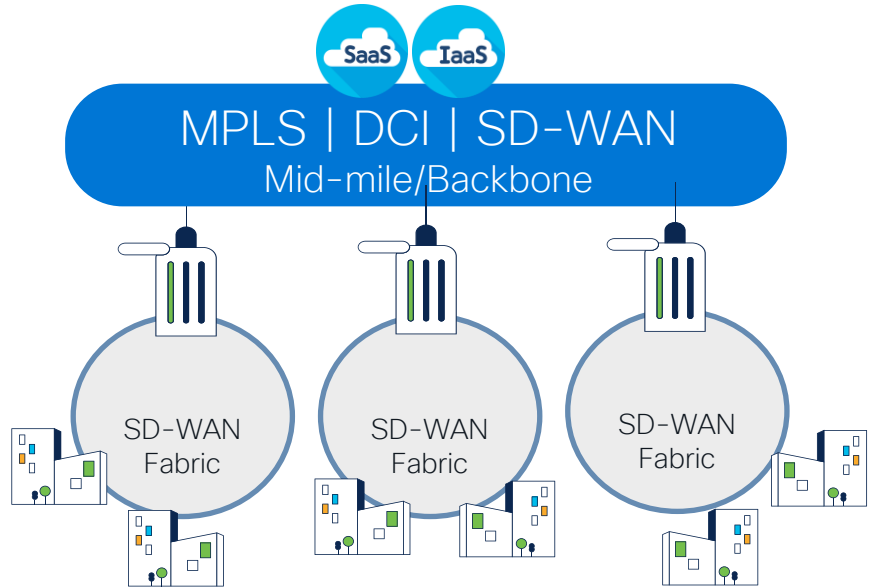 SaaS IaaS
MPLS | DCI | SD-WAN
Mid-mile/Backbone
SD-WAN
Fabric
SD-WAN
Fabric
SD-WAN
Fabric